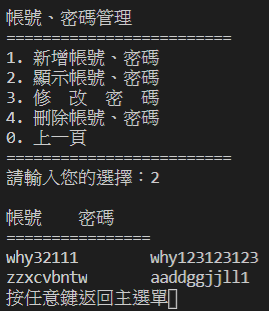 帳號、密碼管理
=========================
1. 新增帳號、密碼
2. 顯示帳號、密碼
3. 修　改　密　碼
4. 刪除帳號、密碼
0. 上一頁
=========================
請輸入您的選擇：2
帳號　　密碼
================
why32111        why123123123
zzxcvbntw       aaddggjjlll1
按任意鍵返回主選單